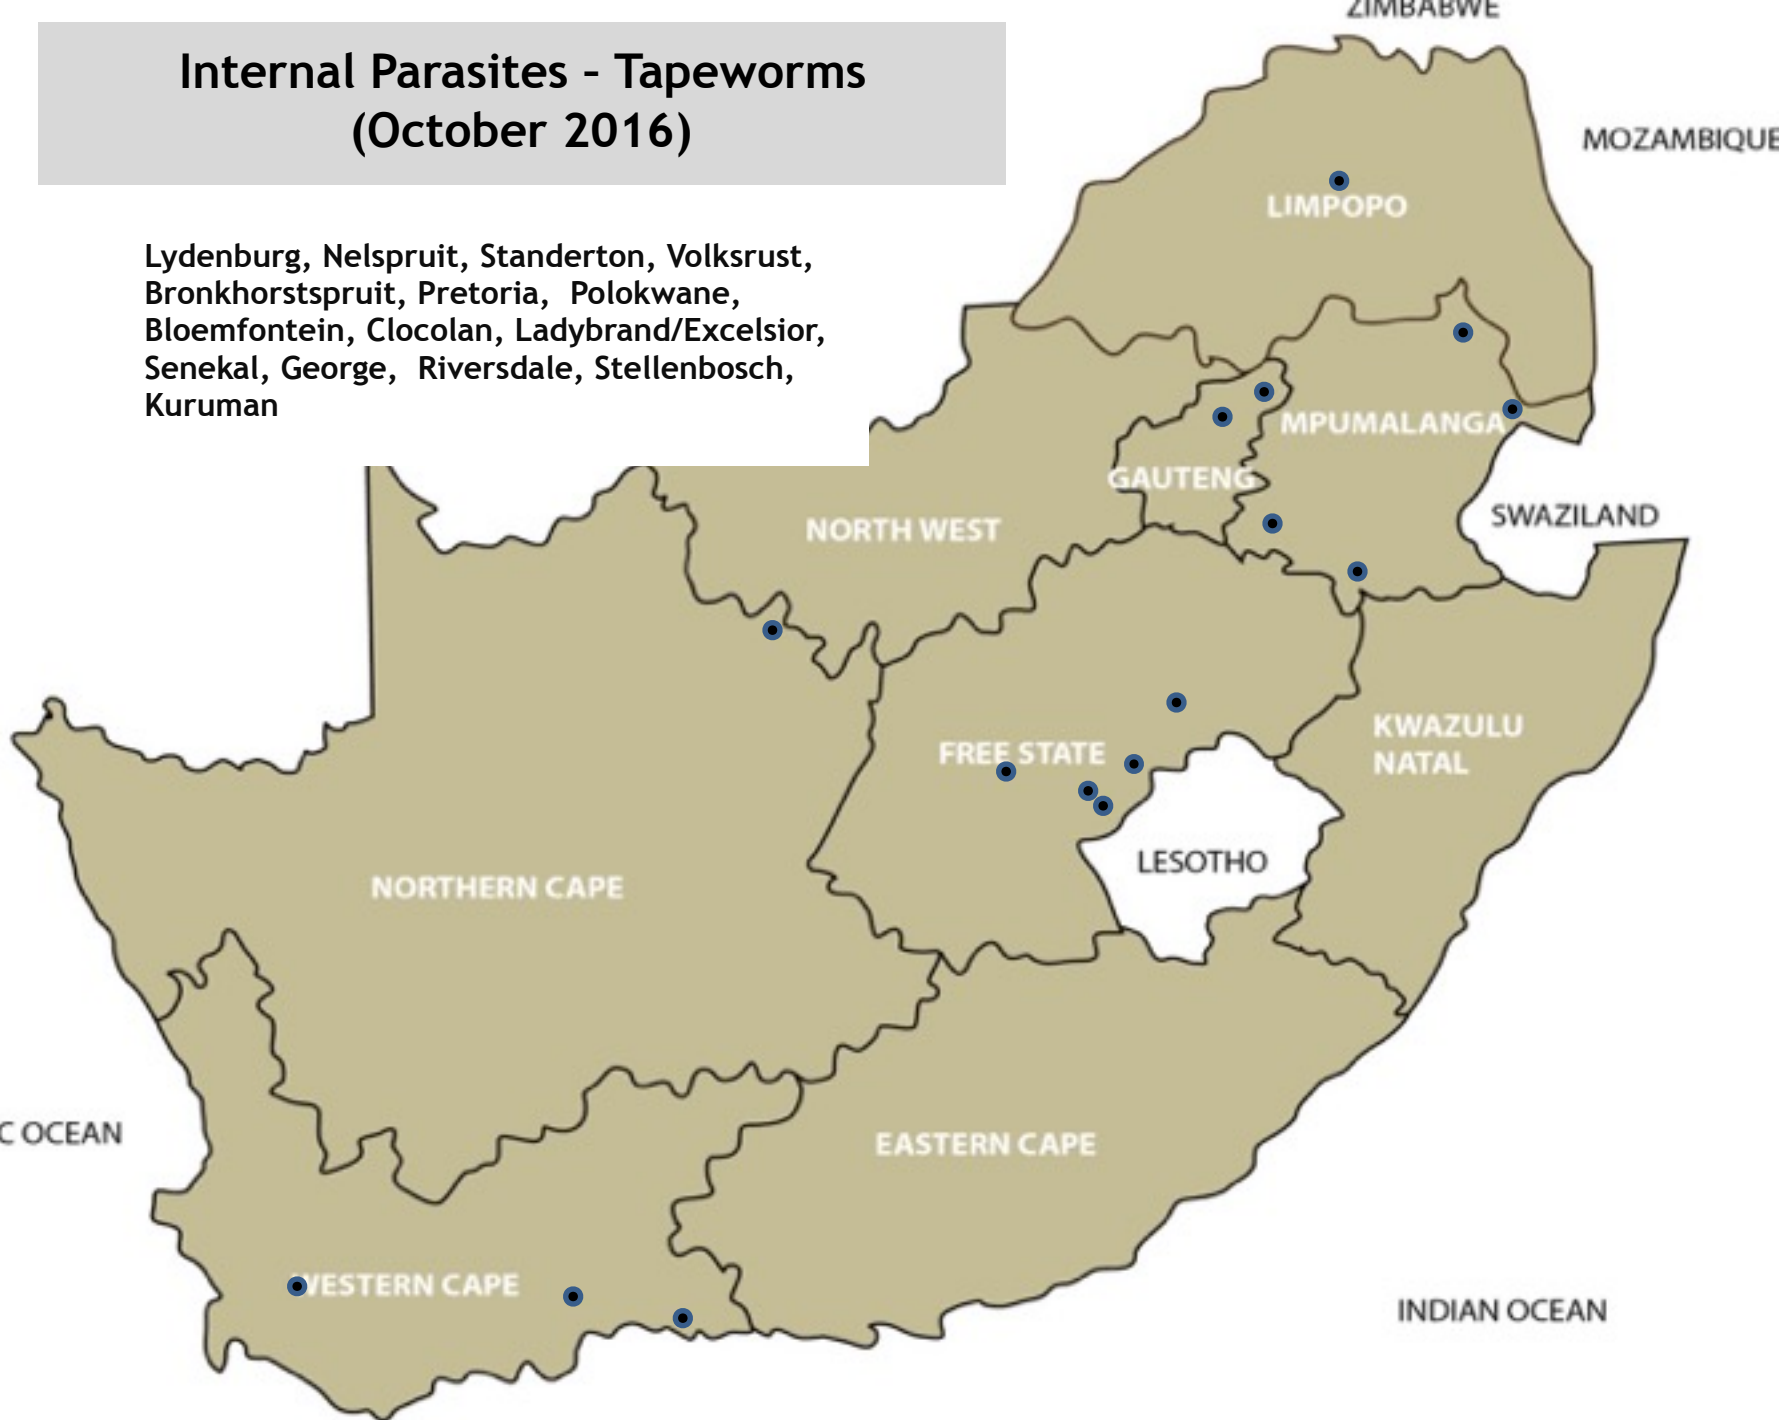 ZIMBABWE
Internal Parasites – Tapeworms
(October 2016)
MOZAMBIQUE
LIMPOPO
Lydenburg, Nelspruit, Standerton, Volksrust,
Bronkhorstspruit, Pretoria, Polokwane,
Bloemfontein, Clocolan, Ladybrand/Excelsior,
Senekal, George, Riversdale, Stellenbosch,
Kuruman
MPUMALANGA
GAUTENG
SWAZILAND
NORTH WEST
KWAZULU
NATAL
FREE STATE
LESOTHO
NORTHERN CAPE
C OCEAN
EASTERN CAPE
WESTERN CAPE
INDIAN OCEAN